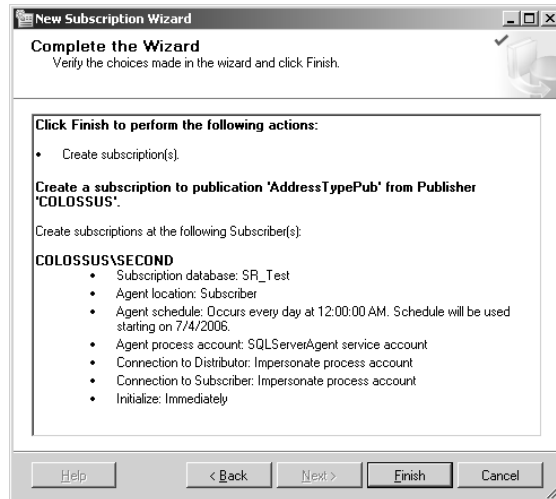 New Subscription Wizard
Complete the Wizard
Verify the choices made in the wizard and click Finish.
Click Finish to perform the following actions:
• Create subscription(s).
Create a subscription to publication 'AddressTypePub' from Publisher
'COLOSSUS'.
Create subscriptions at the following Subscriber(s):
COLOSSUS\SECOND
• Subscription database: SR_Test
• Agent location: Subscriber
• Agent schedule: Occurs every day at 12:00:00 AM. Schedule will be used
starting on 7/4/2006.
• Agent process account: SQLServerAgent service account
• Connection to Distributor: Impersonate process account
• Connection to Subscriber: Impersonate process account
• Initialize: Immediately
Help < Back Next > Finish Cancel